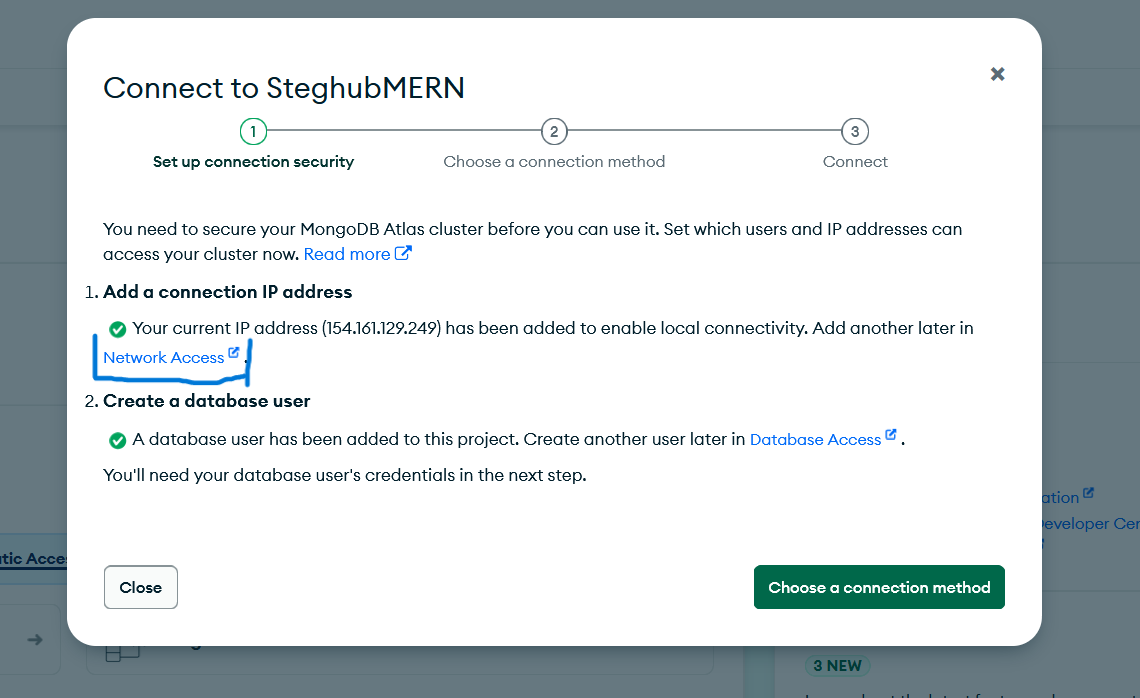 Connect to SteghubMERN
1
2
3
Set up connection security
Choose a connection method
Connect
You need to secure your MongoDB Atlas cluster before you can use it. Set which users and IP addresses can
access your cluster now. Read more
1. Add a connection IP address
Your current IP address (154.161.129.249) has been added to enable local connectivity. Add another later in
Network Access .
2. Create a database user
A database user has been added to this project. Create another user later in Database Access .
You'll need your database user's credentials in the next step.
ation
Developer Cer
tic Acces
Close
Choose a connection method
3 NEW